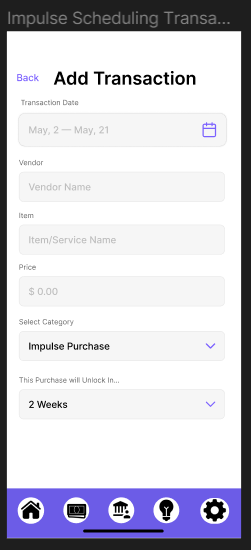 Impulse Scheduling Transa...
Back Add Transaction
Transaction Date
May, 2 — May, 21
Vendor
Vendor Name
Item
Item/Service Name
Price
$ 0.00
Select Category
Impulse Purchase
This Purchase will Unlock In...
2 Weeks